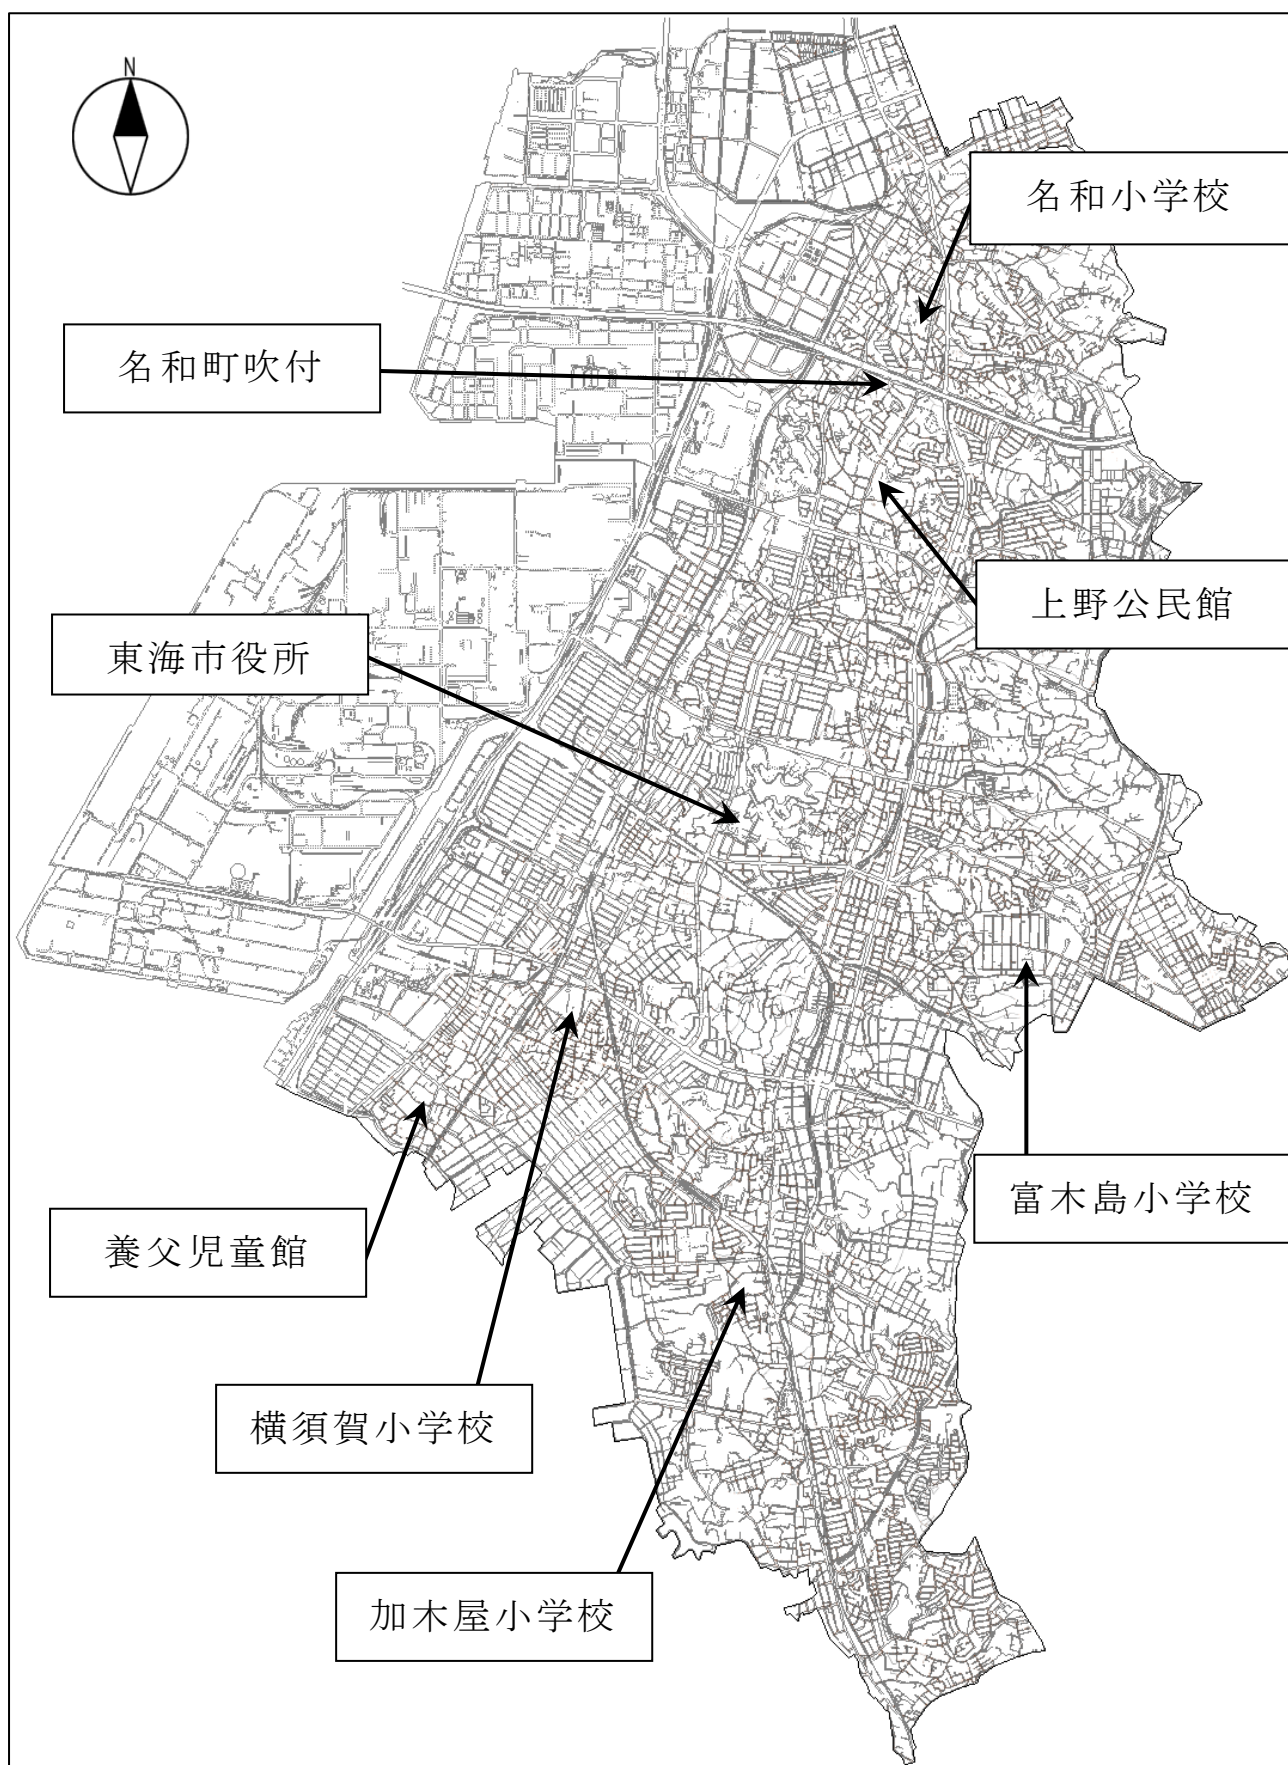 N
名和小学校
名和町吹付
上野公民館
東海市役所
富木島小学校
養父児童館
横須賀小学校
加木屋小学校